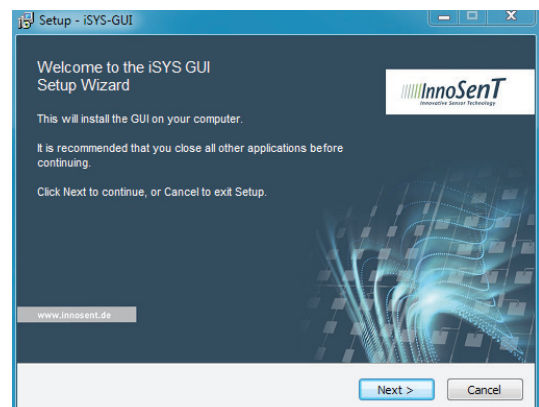 Setup - iSYS-GUI
Welcome to the iSYS GUI
Setup Wizard
InnoSenT
Innovative Sensor Technology
This will install the GUI on your computer.
It is recommended that you close all other applications before
continuing.
Click Next to continue, or Cancel to exit Setup.
www.innosent.de
Next >
Cancel